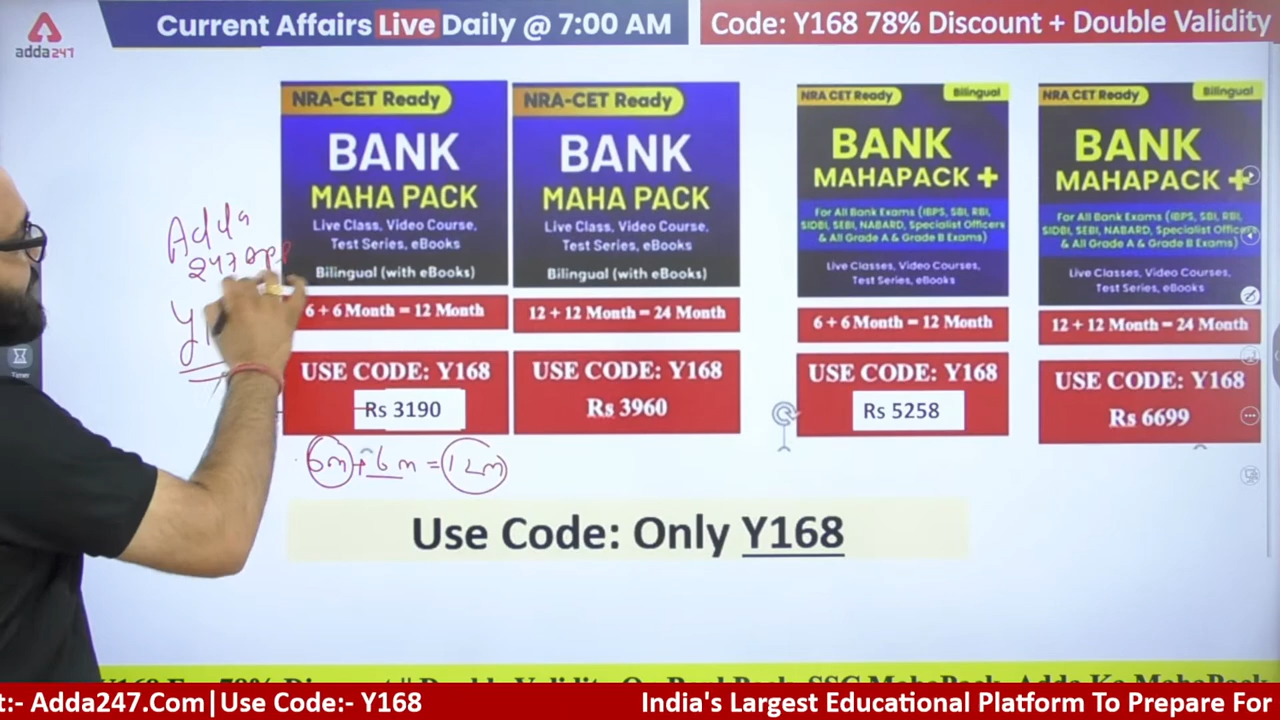 adda247
Current Affairs Live Daily @ 7:00 AM
Code: Y168 78% Discount + Double Validity
NRA-CET Ready
BANK
MAHA PACK
Live Class, Video Course,
Test Series, eBooks
Bilingual (with eBooks)
6 + 6 Month = 12 Month
USE CODE: Y168
Rs 3190
NRA-CET Ready
BANK
MAHA PACK
Live Class, Video Course,
Test Series, eBooks
Bilingual (with eBooks)
12 + 12 Month = 24 Month
USE CODE: Y168
Rs 3960
NRA CET Ready
Bilingual
BANK
MAHAPACK +
For All Bank Exams (IBPS, SBI, RBI,
SIDBI, SEBI, NABARD, Specialist Officers
& All Grade A & Grade B Exams)
Live Classes, Video Courses,
Test Series, eBooks
6 + 6 Month = 12 Month
USE CODE: Y168
Rs 5258
NRA CET Ready
Bilingual
BANK
MAHAPACK +
For All Bank Exams (IBPS, SBI, RBI,
SIDBI, SEBI, NABARD, Specialist Officers
& All Grade A & Grade B Exams)
Live Classes, Video Courses,
Test Series, eBooks
12 + 12 Month = 24 Month
USE CODE: Y168
Rs 6699
Adda
247 app
Y1
6m + 6m = 12m
Use Code: Only Y168
t:- Adda247.Com|Use Code:- Y168
India's Largest Educational Platform To Prepare For